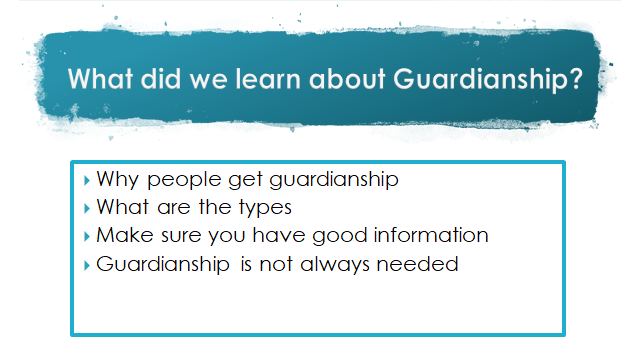 What did we learn about Guardianship?
Why people get guardianship
What are the types
Make sure you have good information
Guardianship is not always needed